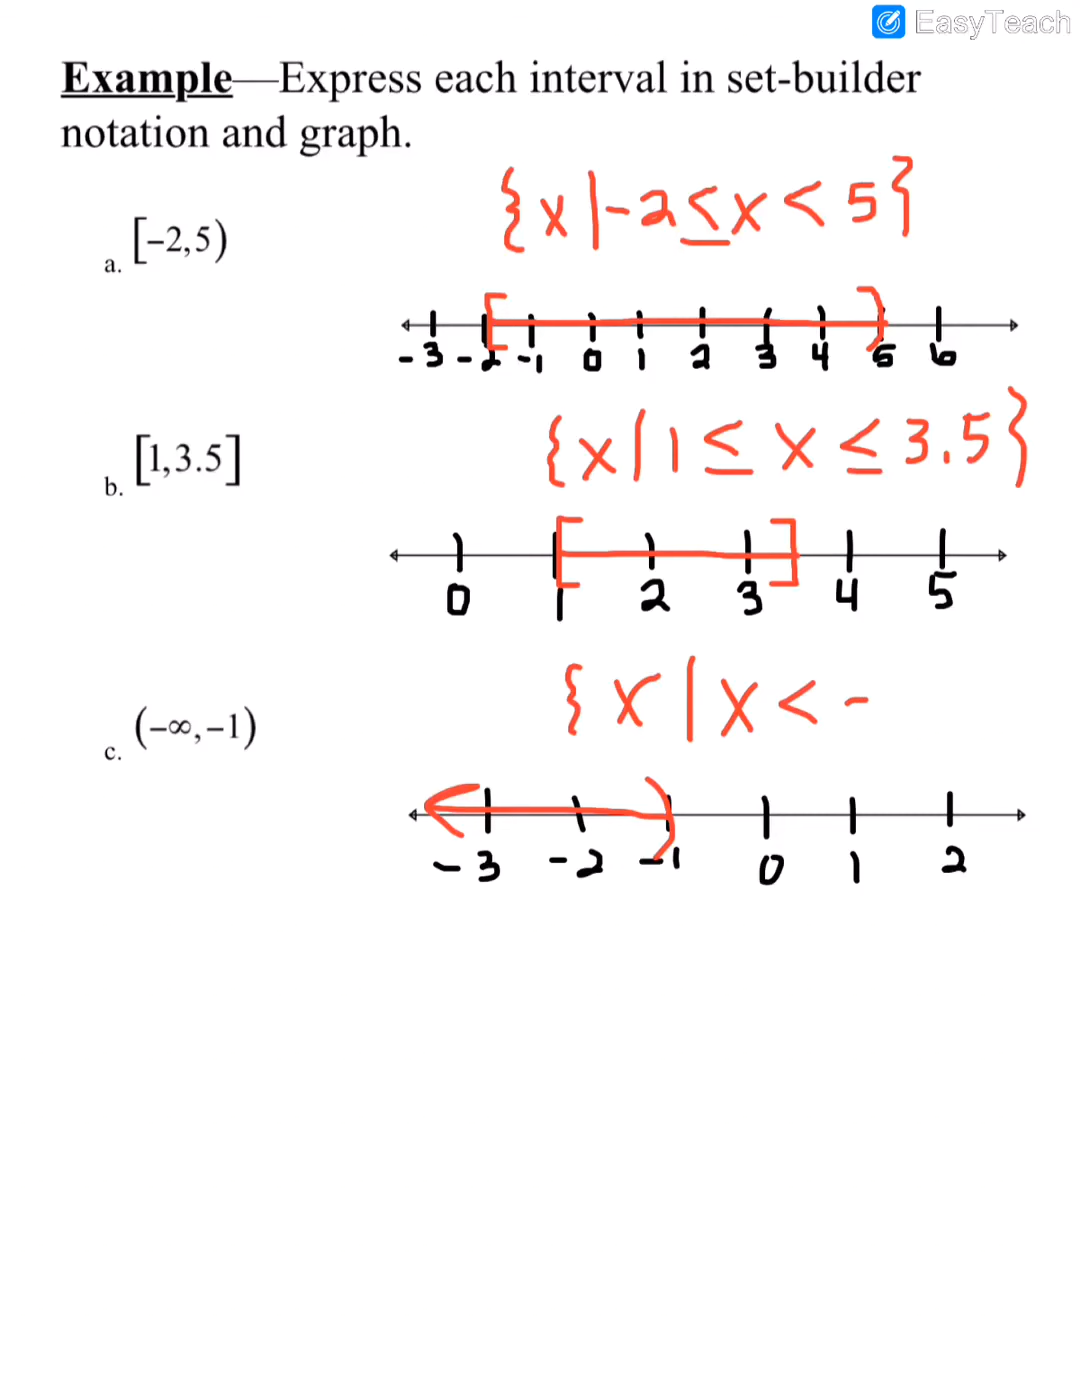 EasyTeach
Example—Express each interval in set-builder
notation and graph.
{x|-2≤x<5}
a. [−2,5)
-3 -2 -1 0 1 2 3 4 5 6
{x|1≤x≤3.5}
b. [1,3.5]
0 1 2 3 4 5
{x|x<-
c. (−∞,−1)
-3 -2 -1 0 1 2